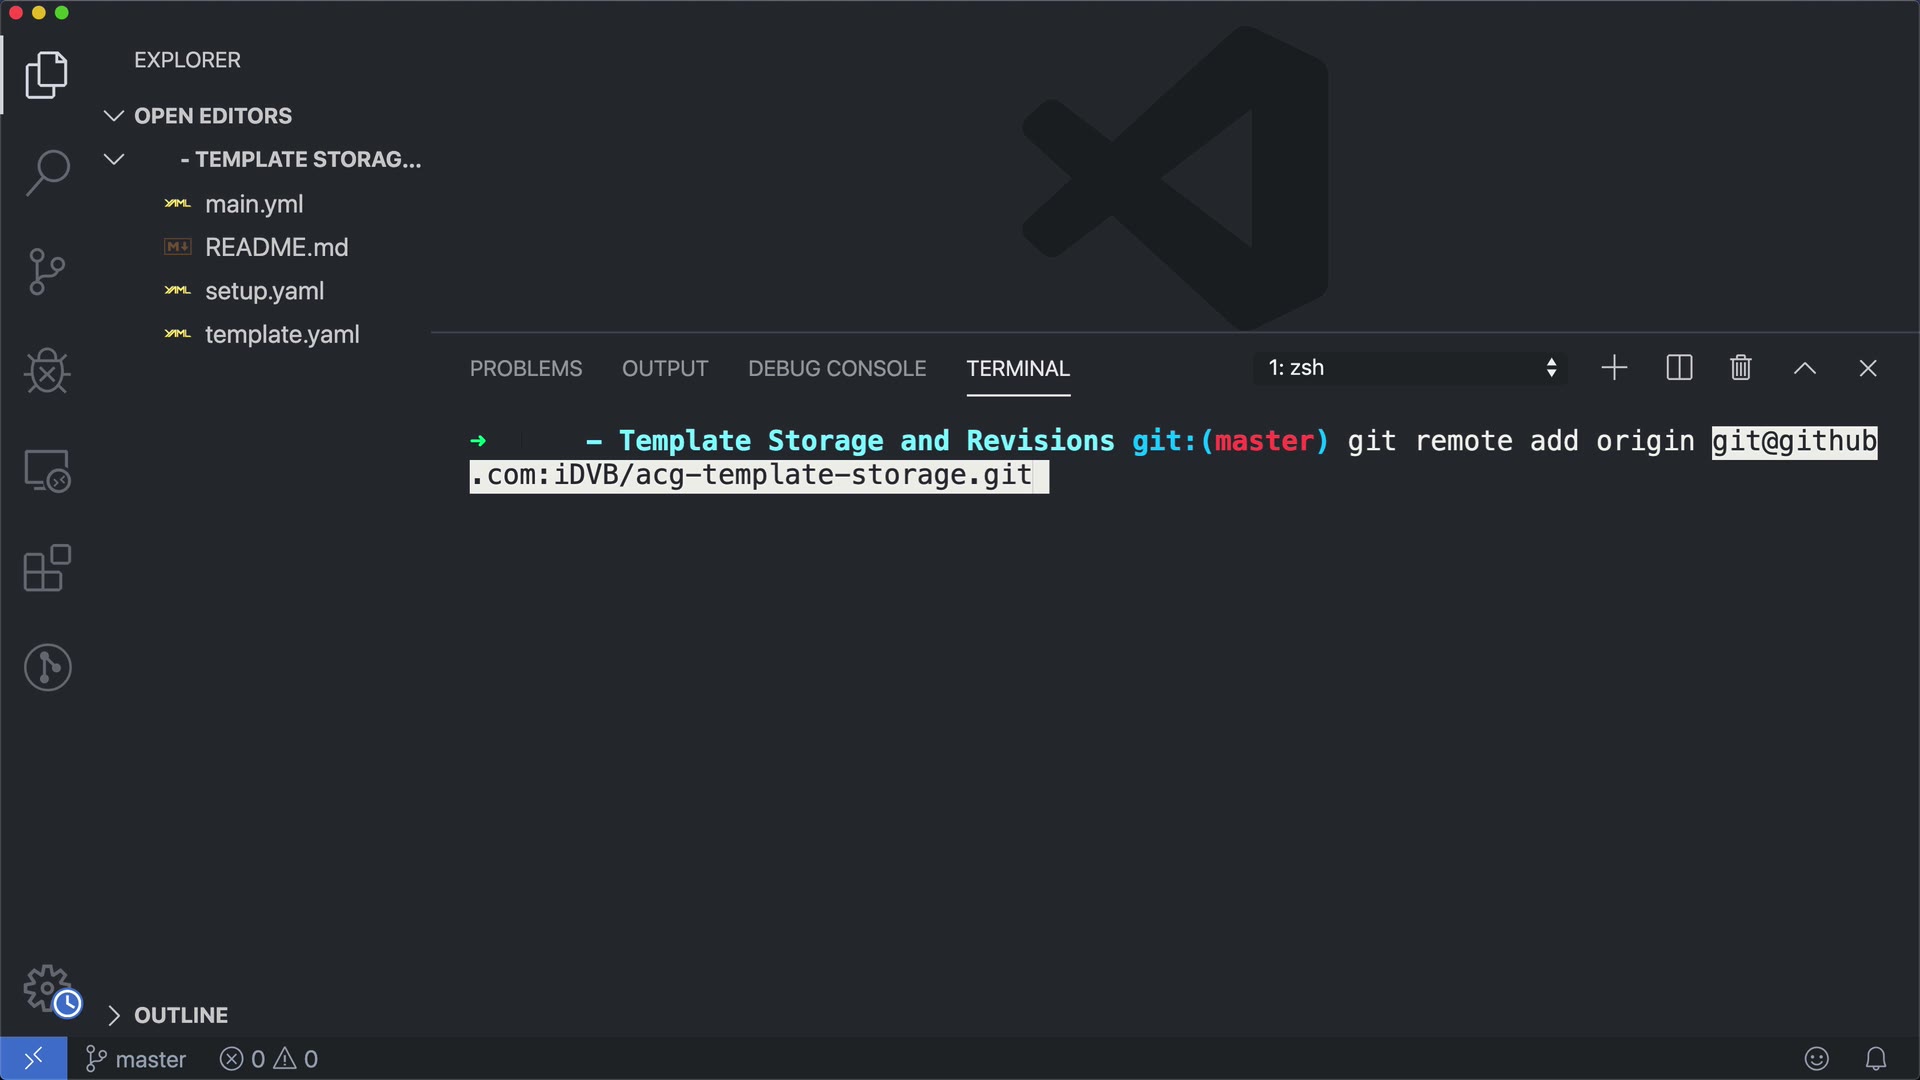 EXPLORER
OPEN EDITORS
- TEMPLATE STORAG...
main.yml
README.md
setup.yaml
template.yaml
PROBLEMS OUTPUT DEBUG CONSOLE TERMINAL 1: zsh
➜ – Template Storage and Revisions git:(master) git remote add origin git@github
.com:iDVB/acg-template-storage.git
OUTLINE
master 0 0